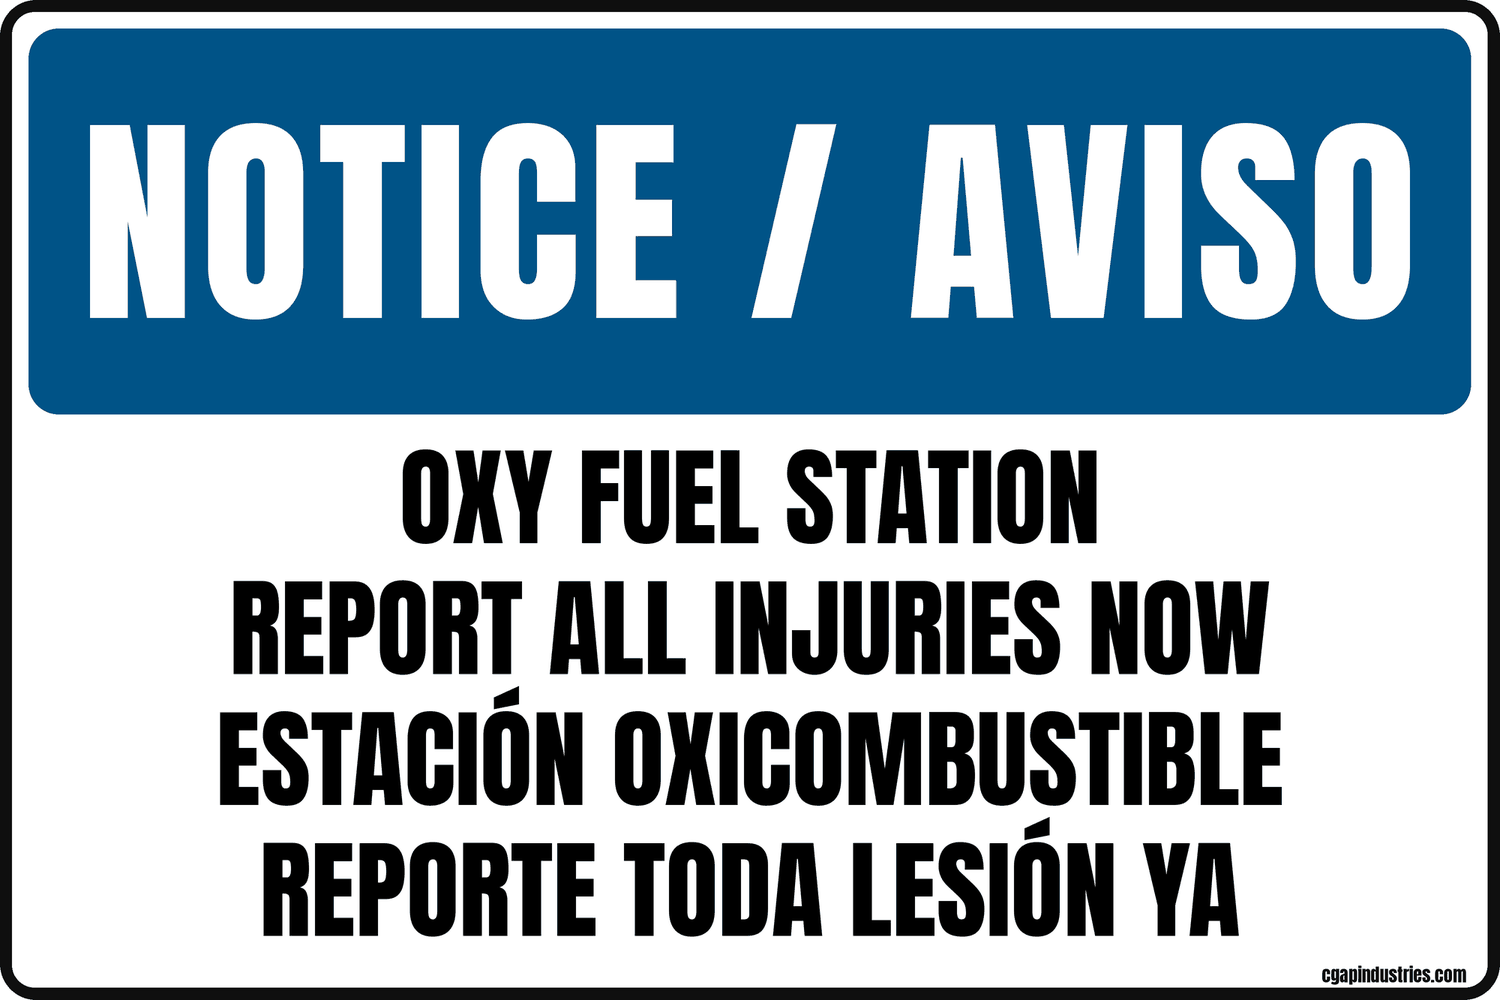 NOTICE / AVISO
OXY FUEL STATION
REPORT ALL INJURIES NOW
ESTACIÓN OXICOMBUSTIBLE
REPORTE TODA LESIÓN YA
cgapindustries.com